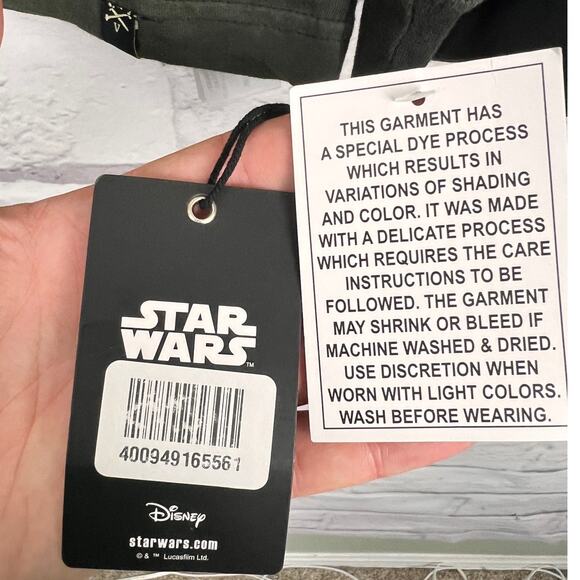 STAR
WARS™
400949165561
Disney
starwars.com
© & ™ Lucasfilm Ltd.
THIS GARMENT HAS
A SPECIAL DYE PROCESS
WHICH RESULTS IN
VARIATIONS OF SHADING
AND COLOR. IT WAS MADE
WITH A DELICATE PROCESS
WHICH REQUIRES THE CARE
INSTRUCTIONS TO BE
FOLLOWED. THE GARMENT
MAY SHRINK OR BLEED IF
MACHINE WASHED & DRIED.
USE DISCRETION WHEN
WORN WITH LIGHT COLORS.
WASH BEFORE WEARING.